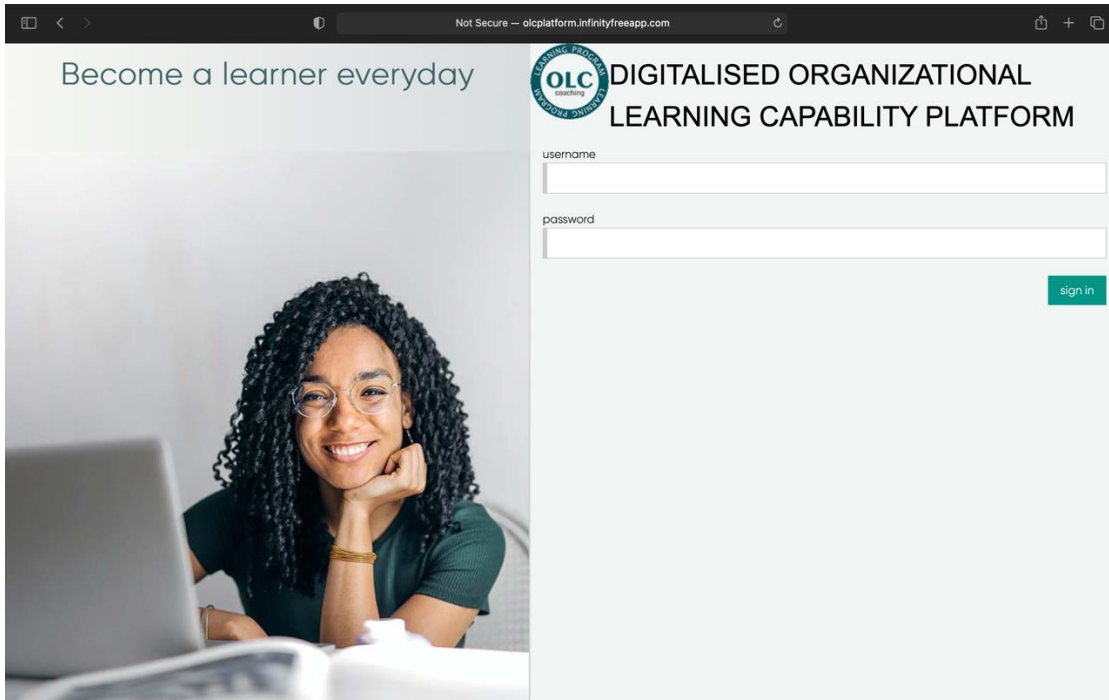 Not Secure — olcplatform.infinityfreeapp.com
Become a learner everyday
LEARNING PROGRAM
OLC
coaching
LEARNING PROGRAM
DIGITALISED ORGANIZATIONAL
LEARNING CAPABILITY PLATFORM
username
password
sign in